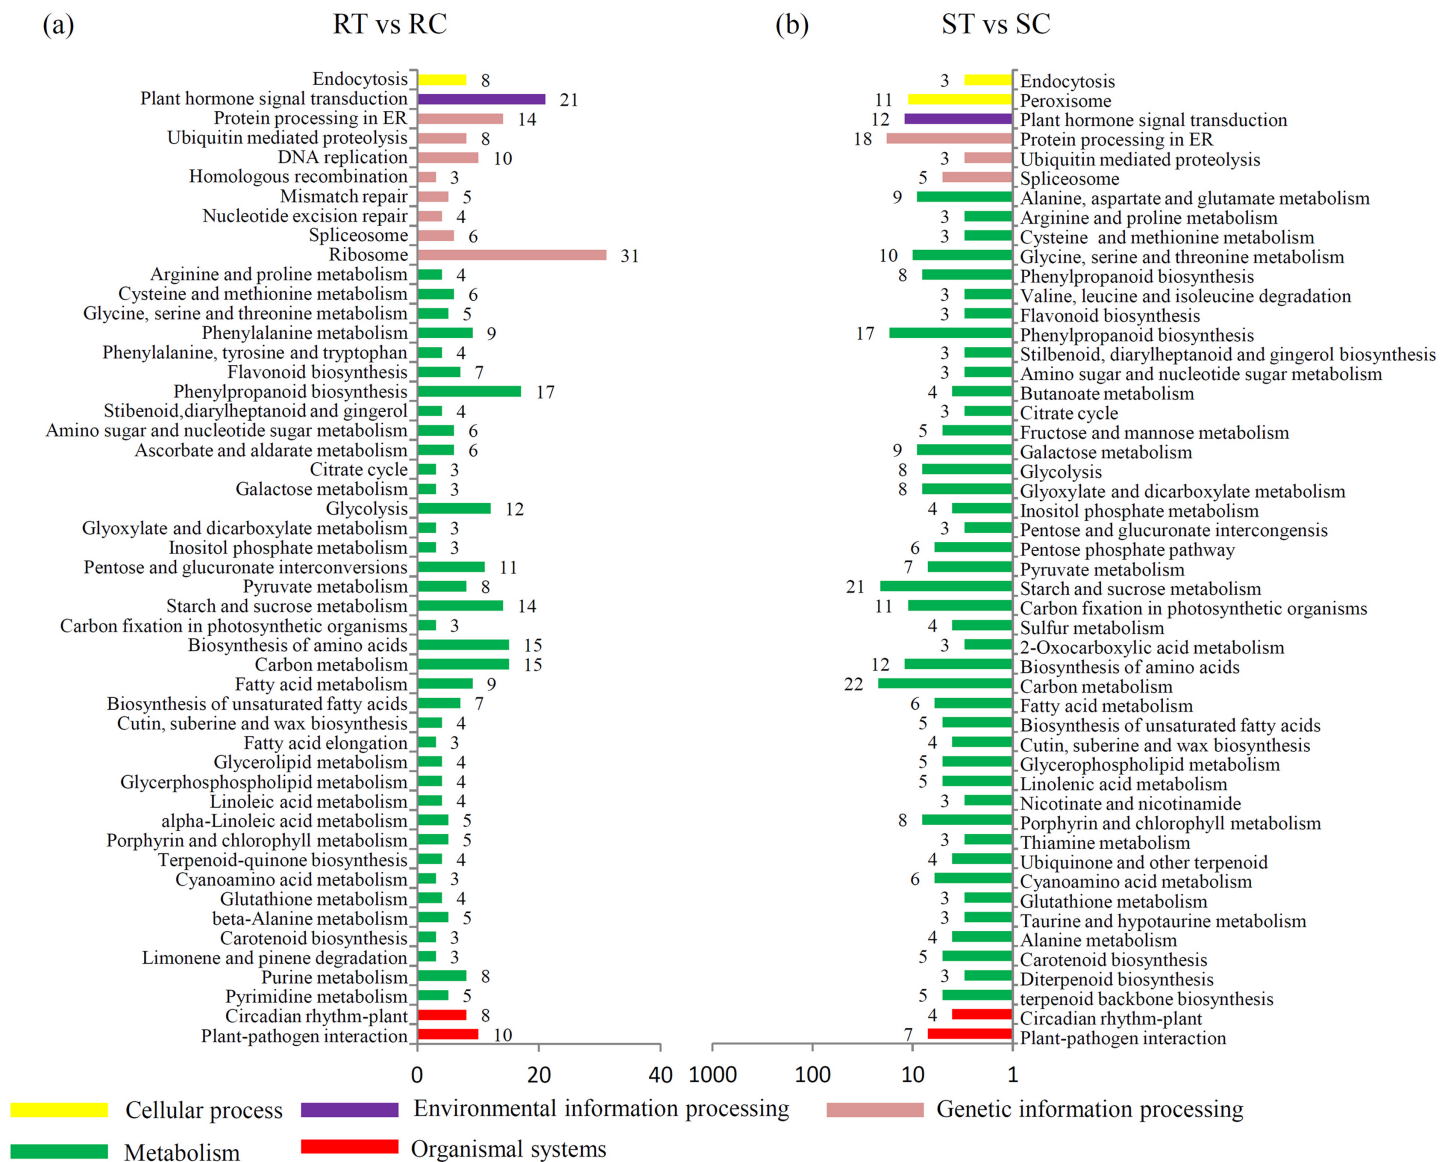 (a) RT vs RC
Endocytosis 8
Plant hormone signal transduction 21
Protein processing in ER 14
Ubiquitin mediated proteolysis 8
DNA replication 10
Homologous recombination 3
Mismatch repair 5
Nucleotide excision repair 4
Spliceosome 6
Ribosome 31
Arginine and proline metabolism 4
Cysteine and methionine metabolism 6
Glycine, serine and threonine metabolism 5
Phenylalanine metabolism 9
Phenylalanine, tyrosine and tryptophan 4
Flavonoid biosynthesis 7
Phenylpropanoid biosynthesis 17
Stibenoid,diarylheptanoid and gingerol 4
Amino sugar and nucleotide sugar metabolism 6
Ascorbate and aldarate metabolism 6
Citrate cycle 3
Galactose metabolism 3
Glycolysis 12
Glyoxylate and dicarboxylate metabolism 3
Inositol phosphate metabolism 3
Pentose and glucuronate interconversions 11
Pyruvate metabolism 8
Starch and sucrose metabolism 14
Carbon fixation in photosynthetic organisms 3
Biosynthesis of amino acids 15
Carbon metabolism 15
Fatty acid metabolism 9
Biosynthesis of unsaturated fatty acids 7
Cutin, suberine and wax biosynthesis 4
Fatty acid elongation 3
Glycerolipid metabolism 4
Glycerphosphospholipid metabolism 4
Linoleic acid metabolism 4
alpha-Linoleic acid metabolism 5
Porphyrin and chlorophyll metabolism 5
Terpenoid-quinone biosynthesis 4
Cyanoamino acid metabolism 3
Glutathione metabolism 4
beta-Alanine metabolism 5
Carotenoid biosynthesis 3
Limonene and pinene degradation 3
Purine metabolism 8
Pyrimidine metabolism 5
Circadian rhythm-plant 8
Plant-pathogen interaction 10
0 20 40
(b) ST vs SC
3 Endocytosis
11 Peroxisome
12 Plant hormone signal transduction
18 Protein processing in ER
3 Ubiquitin mediated proteolysis
5 Spliceosome
9 Alanine, aspartate and glutamate metabolism
3 Arginine and proline metabolism
3 Cysteine and methionine metabolism
10 Glycine, serine and threonine metabolism
8 Phenylpropanoid biosynthesis
3 Valine, leucine and isoleucine degradation
3 Flavonoid biosynthesis
17 Phenylpropanoid biosynthesis
3 Stilbenoid, diarylheptanoid and gingerol biosynthesis
3 Amino sugar and nucleotide sugar metabolism
4 Butanoate metabolism
3 Citrate cycle
5 Fructose and mannose metabolism
9 Galactose metabolism
8 Glycolysis
8 Glyoxylate and dicarboxylate metabolism
4 Inositol phosphate metabolism
3 Pentose and glucuronate intercongensis
6 Pentose phosphate pathway
7 Pyruvate metabolism
21 Starch and sucrose metabolism
11 Carbon fixation in photosynthetic organisms
4 Sulfur metabolism
3 2-Oxocarboxylic acid metabolism
12 Biosynthesis of amino acids
22 Carbon metabolism
6 Fatty acid metabolism
5 Biosynthesis of unsaturated fatty acids
4 Cutin, suberine and wax biosynthesis
5 Glycerophospholipid metabolism
5 Linolenic acid metabolism
3 Nicotinate and nicotinamide
8 Porphyrin and chlorophyll metabolism
3 Thiamine metabolism
4 Ubiquinone and other terpenoid
6 Cyanoamino acid metabolism
3 Glutathione metabolism
3 Taurine and hypotaurine metabolism
4 Alanine metabolism
5 Carotenoid biosynthesis
3 Diterpenoid biosynthesis
5 terpenoid backbone biosynthesis
4 Circadian rhythm-plant
7 Plant-pathogen interaction
1000 100 10 1
Cellular process Environmental information processing Genetic information processing
Metabolism Organismal systems